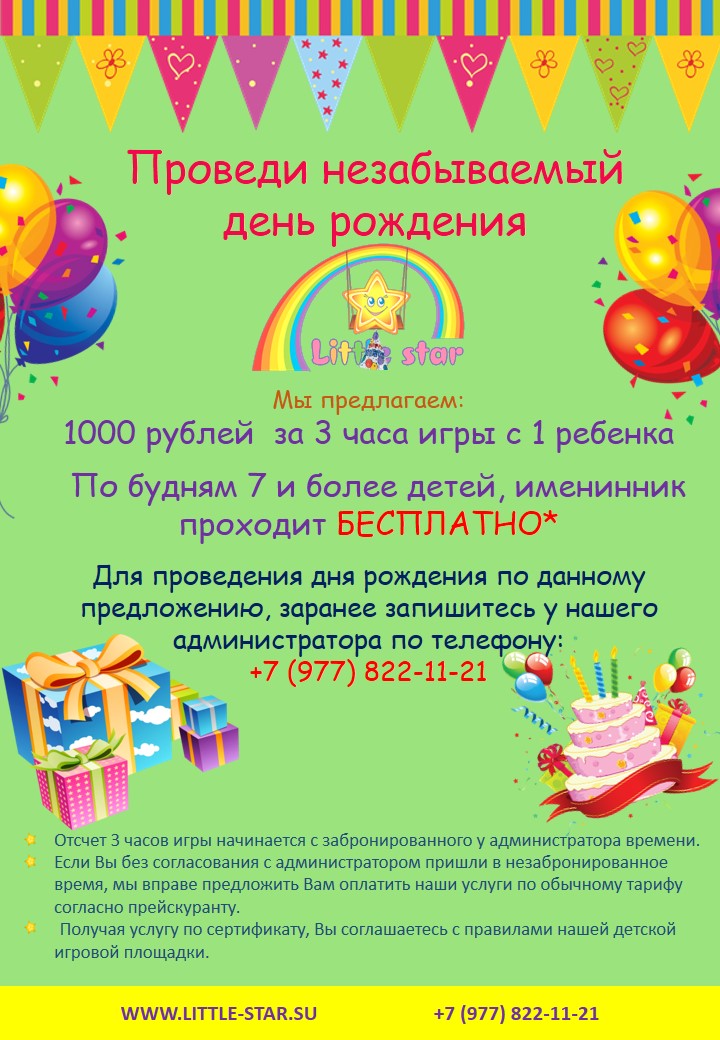 Проведи незабываемый
день рождения
Little star
Мы предлагаем:
1000 рублей за 3 часа игры с 1 ребенка
По будням 7 и более детей, именинник
проходит БЕСПЛАТНО*
Для проведения дня рождения по данному
предложению, заранее запишитесь у нашего
администратора по телефону:
+7 (977) 822-11-21
Отсчет 3 часов игры начинается с забронированного у администратора времени.
Если Вы без согласования с администратором пришли в незабронированное
время, мы вправе предложить Вам оплатить наши услуги по обычному тарифу
согласно прейскуранту.
Получая услугу по сертификату, Вы соглашаетесь с правилами нашей детской
игровой площадки.
WWW.LITTLE-STAR.SU +7 (977) 822-11-21